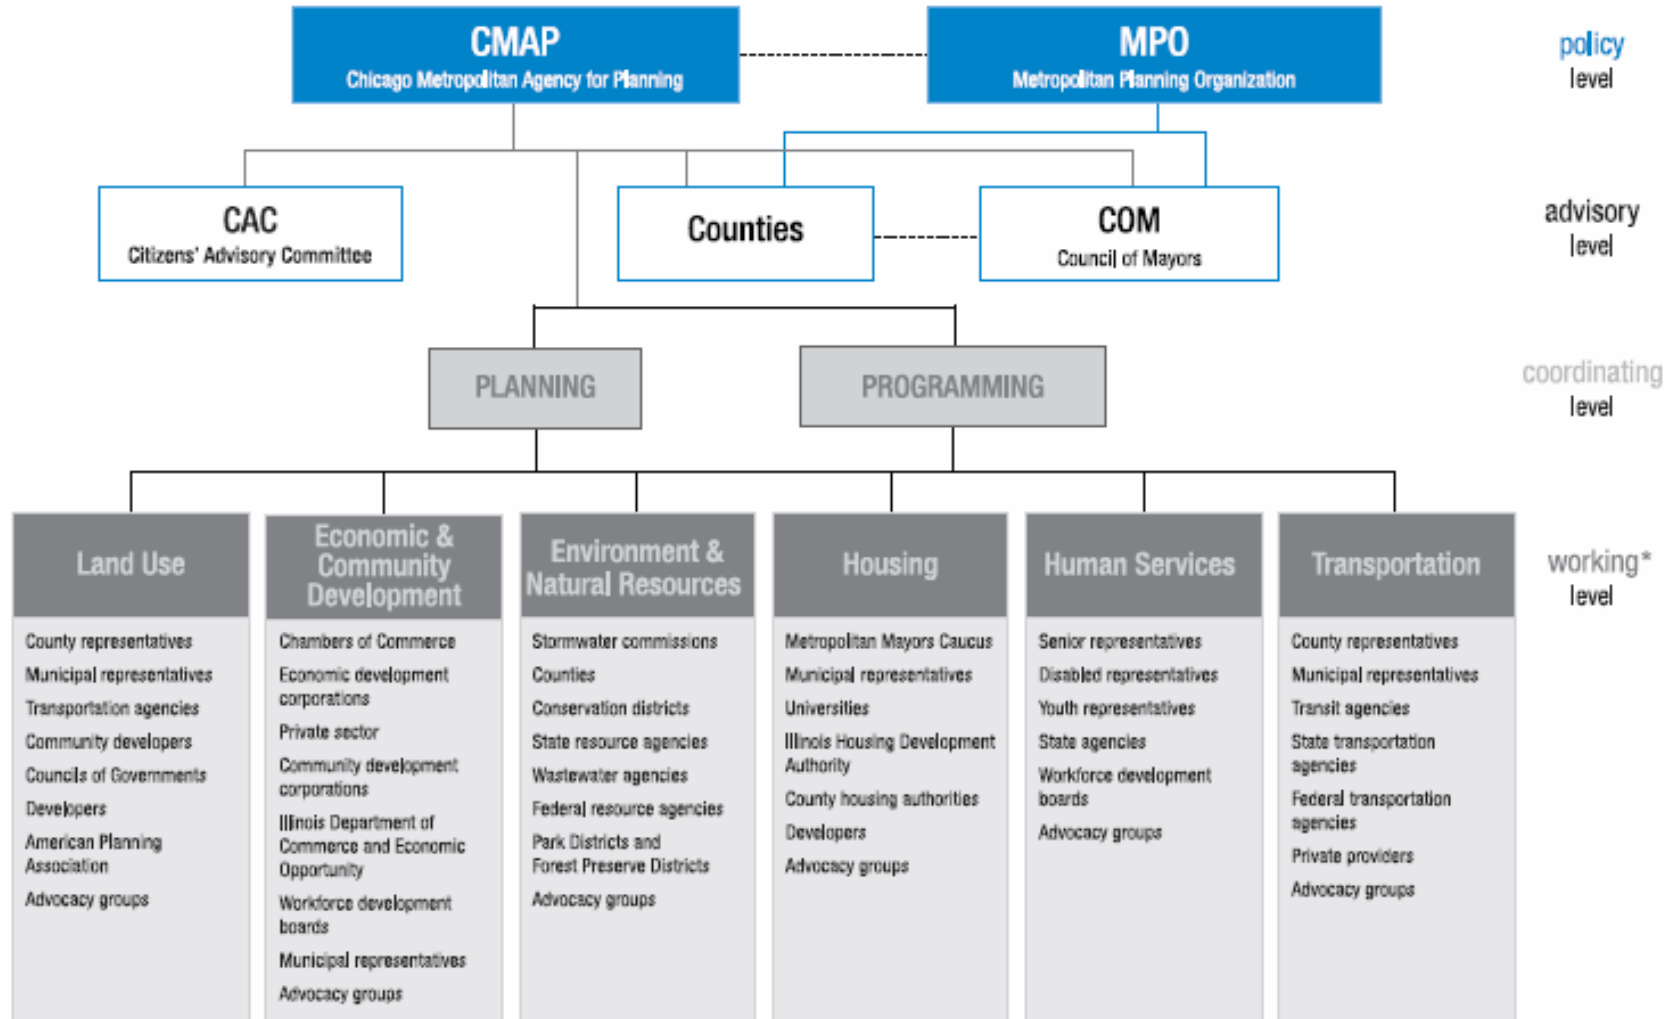 CMAP
Chicago Metropolitan Agency for Planning
MPO
Metropolitan Planning Organization
policy
level
CAC
Citizens' Advisory Committee
Counties
COM
Council of Mayors
advisory
level
PLANNING
PROGRAMMING
coordinating
level
Land Use
County representatives
Municipal representatives
Transportation agencies
Community developers
Councils of Governments
Developers
American Planning
Association
Advocacy groups
Economic &
Community
Development
Chambers of Commerce
Economic development
corporations
Private sector
Community development
corporations
Illinois Department of
Commerce and Economic
Opportunity
Workforce development
boards
Municipal representatives
Advocacy groups
Environment &
Natural Resources
Stormwater commissions
Counties
Conservation districts
State resource agencies
Wastewater agencies
Federal resource agencies
Park Districts and
Forest Preserve Districts
Advocacy groups
Housing
Metropolitan Mayors Caucus
Municipal representatives
Universities
Illinois Housing Development
Authority
County housing authorities
Developers
Advocacy groups
Human Services
Senior representatives
Disabled representatives
Youth representatives
State agencies
Workforce development
boards
Advocacy groups
Transportation
County representatives
Municipal representatives
Transit agencies
State transportation
agencies
Federal transportation
agencies
Private providers
Advocacy groups
working*
level